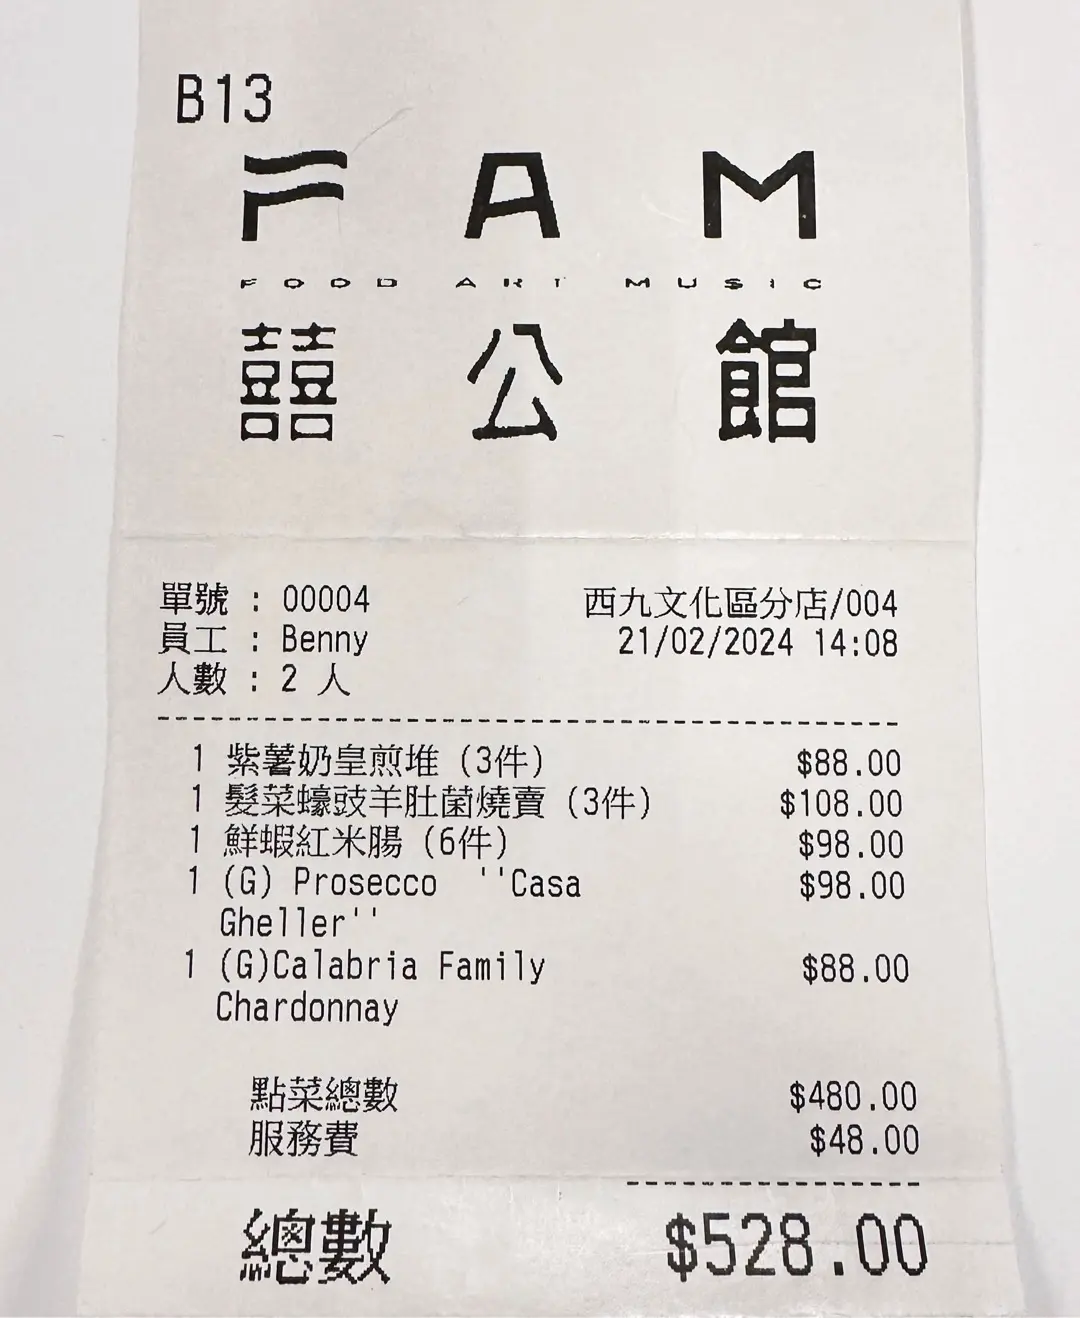 B13
FAM
FOOD ART MUSIC
囍公館
單號 : 00004 西九文化區分店/004
員工 : Benny 21/02/2024 14:08
人數 : 2 人
1 紫薯奶皇煎堆 (3件) $88.00
1 髮菜蠔豉羊肚菌燒賣 (3件) $108.00
1 鮮蝦紅米腸 (6件) $98.00
1 (G) Prosecco ''Casa $98.00
Gheller''
1 (G)Calabria Family $88.00
Chardonnay
點菜總數 $480.00
服務費 $48.00
總數 $528.00